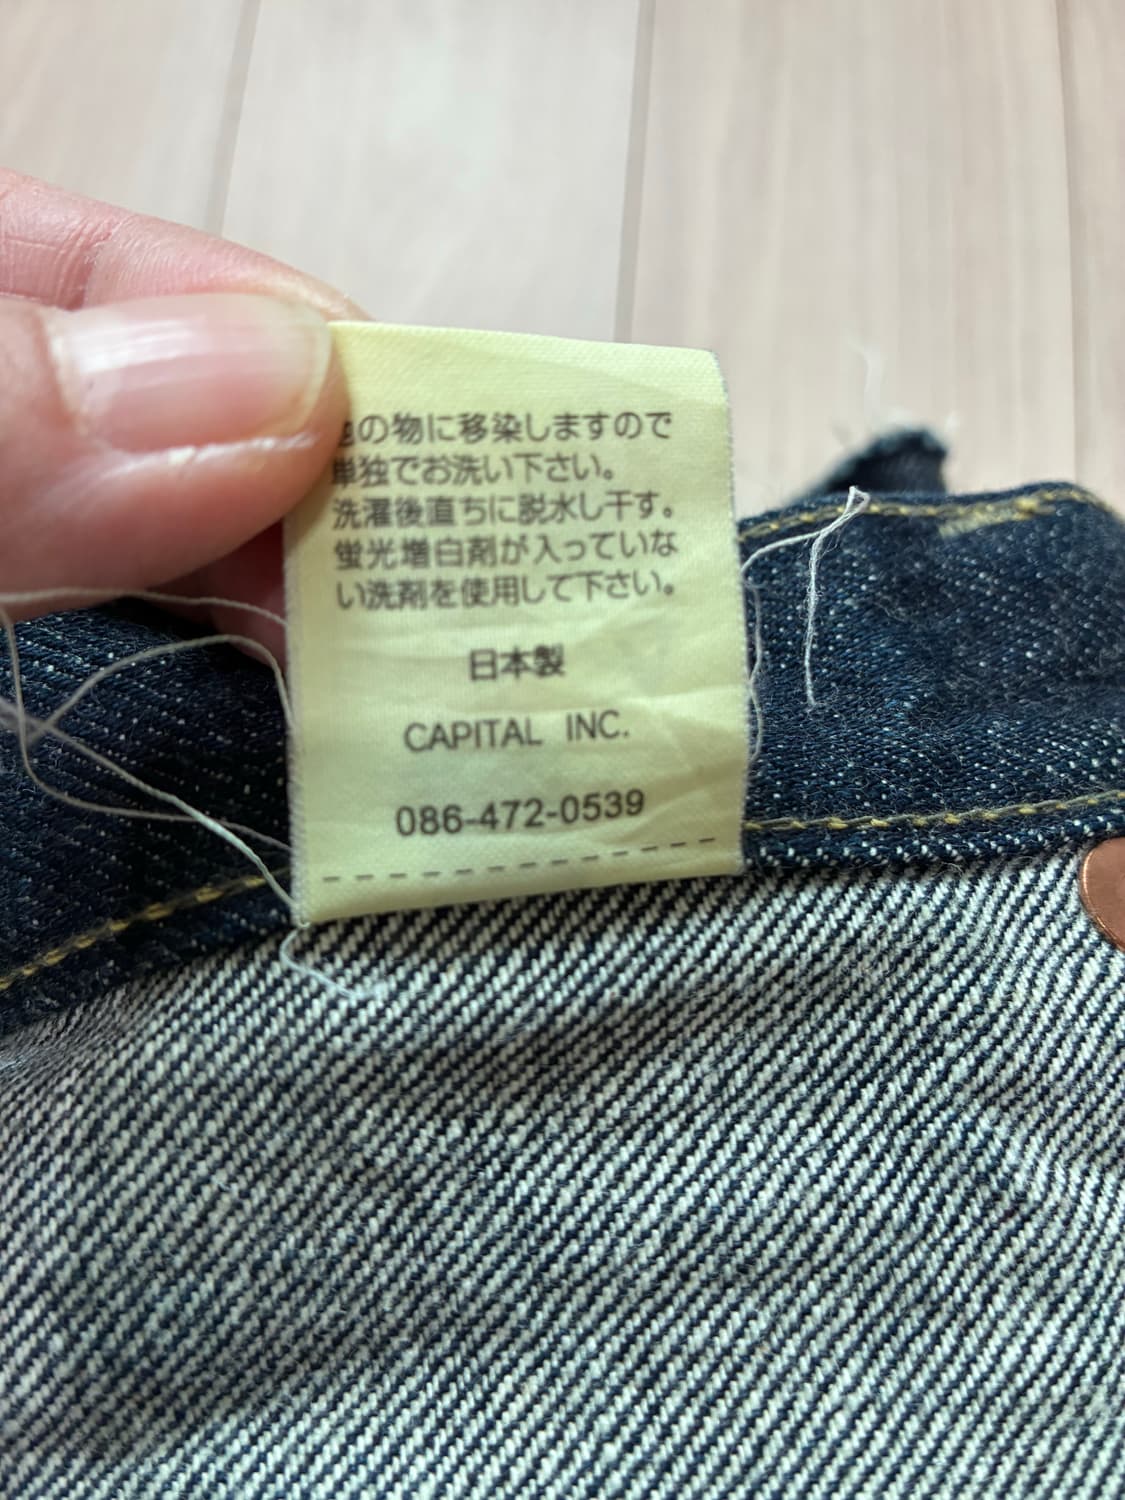 の物に移染しますので
単独でお洗い下さい。
洗濯後直ちに脱水し干す。
蛍光増白剤が入っていな
い洗剤を使用して下さい。
日本製
CAPITAL INC.
086-472-0539